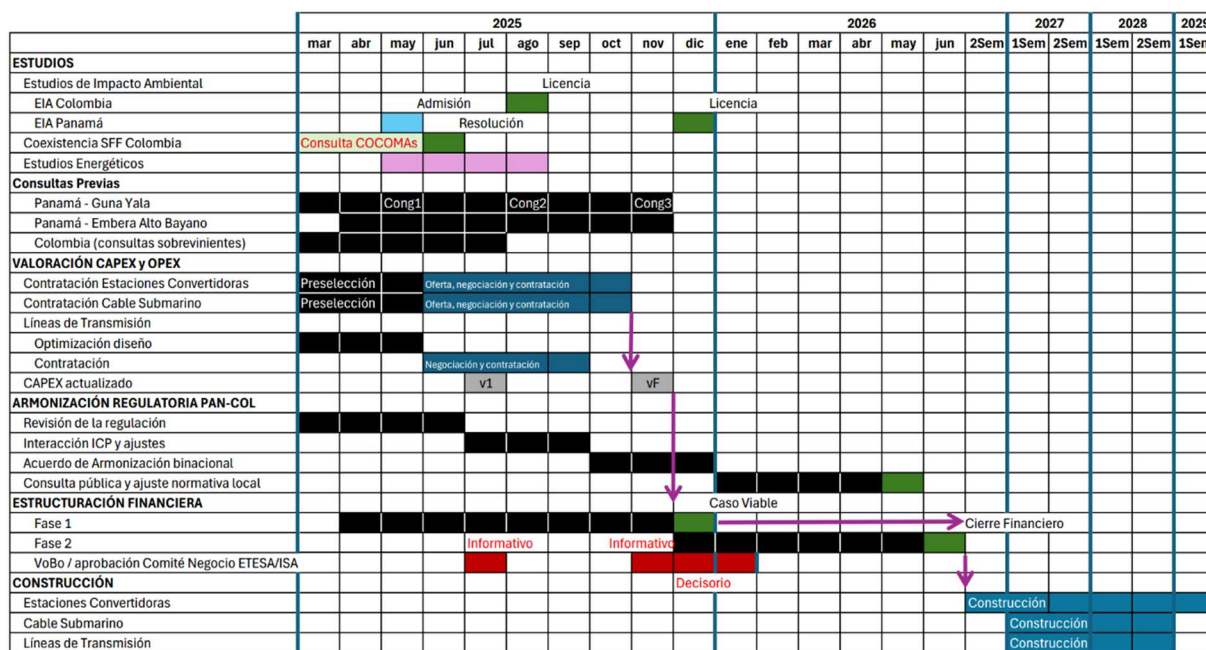 2025 2026 2027 2028 2029
mar abr may jun jul ago sep oct nov dic ene feb mar abr may jun 2Sem 1Sem 2Sem 1Sem 2Sem 1Sem
ESTUDIOS
Estudios de Impacto Ambiental Licencia
EIA Colombia Admisión Licencia
EIA Panamá Resolución
Coexistencia SFF Colombia Consulta COCOMAs
Estudios Energéticos
Consultas Previas
Panamá - Guna Yala Cong1 Cong2 Cong3
Panamá - Embera Alto Bayano
Colombia (consultas sobrevinientes)
VALORACIÓN CAPEX y OPEX
Contratación Estaciones Convertidoras Preselección Oferta, negociación y contratación
Contratación Cable Submarino Preselección Oferta, negociación y contratación
Líneas de Transmisión
Optimización diseño
Contratación Negociación y contratación
CAPEX actualizado v1 vF
ARMONIZACIÓN REGULATORIA PAN-COL
Revisión de la regulación
Interacción ICP y ajustes
Acuerdo de Armonización binacional
Consulta pública y ajuste normativa local
ESTRUCTURACIÓN FINANCIERA Caso Viable
Fase 1 Cierre Financiero
Fase 2 Informativo Informativo
VoBo / aprobación Comité Negocio ETESA/ISA
CONSTRUCCIÓN Decisorio
Estaciones Convertidoras Construcción
Cable Submarino Construcción
Líneas de Transmisión Construcción